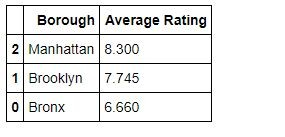 Borough Average Rating
2 Manhattan 8.300
1 Brooklyn 7.745
0 Bronx 6.660